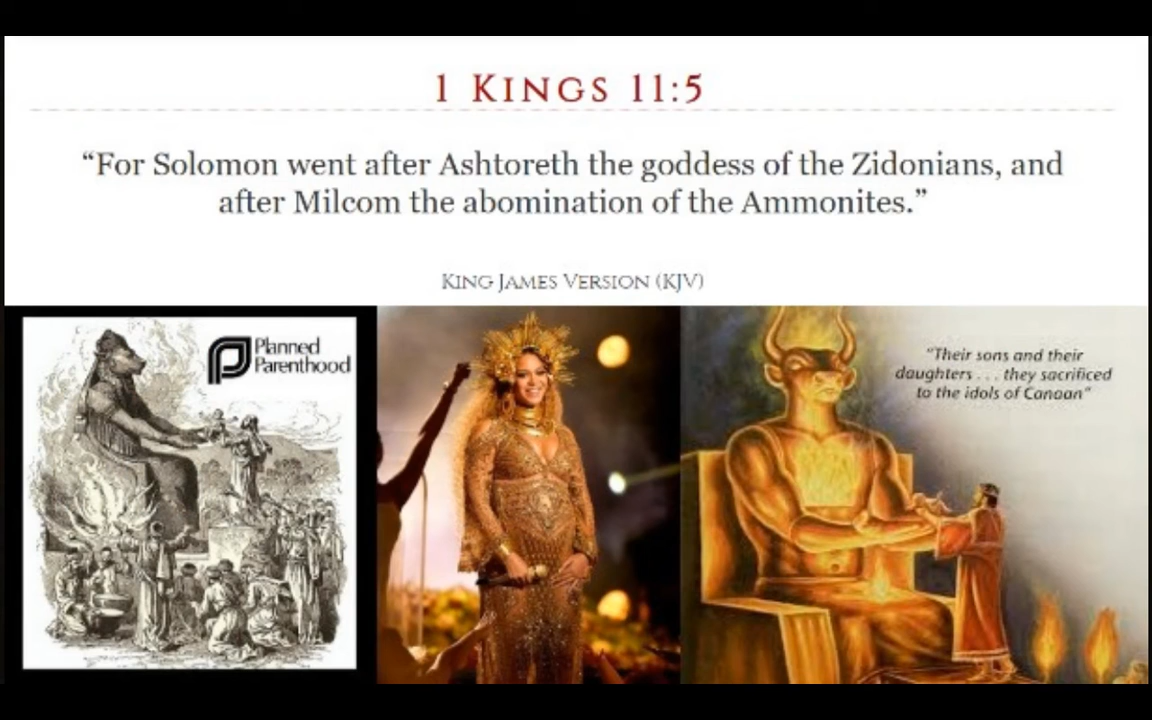 1 KINGS 11:5
“For Solomon went after Ashtoreth the goddess of the Zidonians, and
after Milcom the abomination of the Ammonites.”
KING JAMES VERSION (KJV)
Planned
Parenthood
“Their sons and their
daughters . . . they sacrificed
to the idols of Canaan”